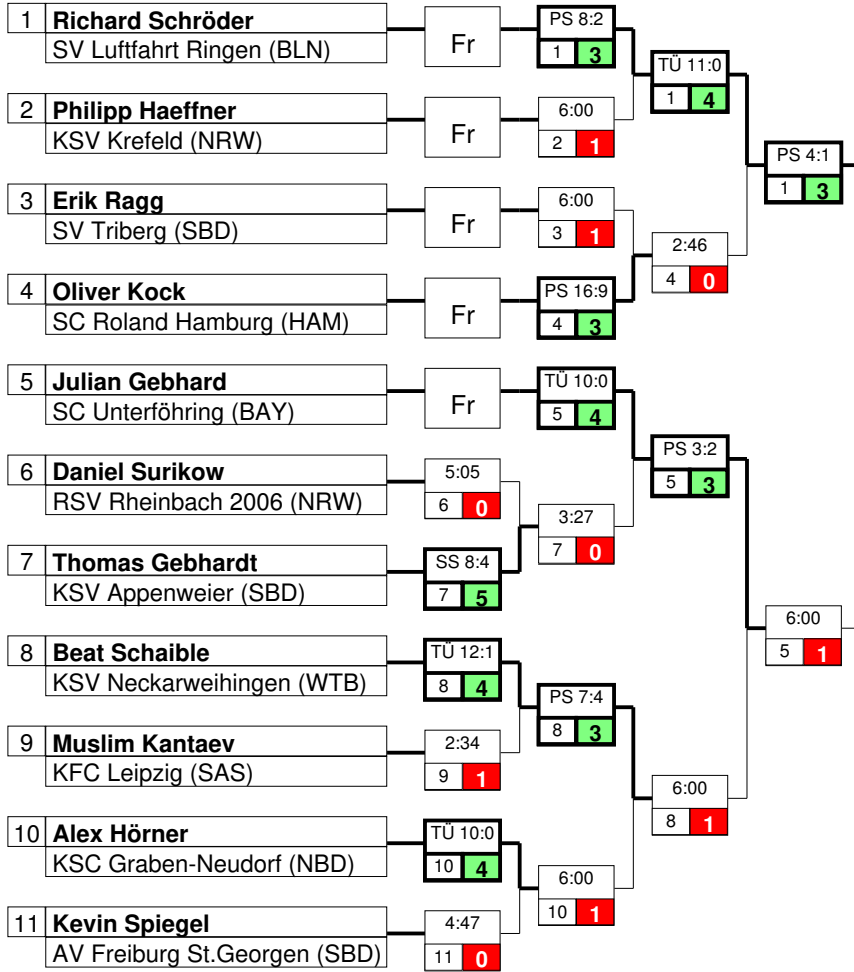 1 Richard Schröder
SV Luftfahrt Ringen (BLN)
Fr
PS 8:2
1 3
TÜ 11:0
1 4
2 Philipp Haeffner
KSV Krefeld (NRW)
Fr
6:00
2 1
PS 4:1
1 3
3 Erik Ragg
SV Triberg (SBD)
Fr
6:00
3 1
2:46
4 0
4 Oliver Kock
SC Roland Hamburg (HAM)
Fr
PS 16:9
4 3
5 Julian Gebhard
SC Unterföhring (BAY)
Fr
TÜ 10:0
5 4
PS 3:2
5 3
6 Daniel Surikow
RSV Rheinbach 2006 (NRW)
5:05
6 0
3:27
7 0
7 Thomas Gebhardt
KSV Appenweier (SBD)
SS 8:4
7 5
6:00
5 1
8 Beat Schaible
KSV Neckarweihingen (WTB)
TÜ 12:1
8 4
PS 7:4
8 3
9 Muslim Kantaev
KFC Leipzig (SAS)
2:34
9 1
6:00
8 1
10 Alex Hörner
KSC Graben-Neudorf (NBD)
TÜ 10:0
10 4
6:00
10 1
11 Kevin Spiegel
AV Freiburg St.Georgen (SBD)
4:47
11 0